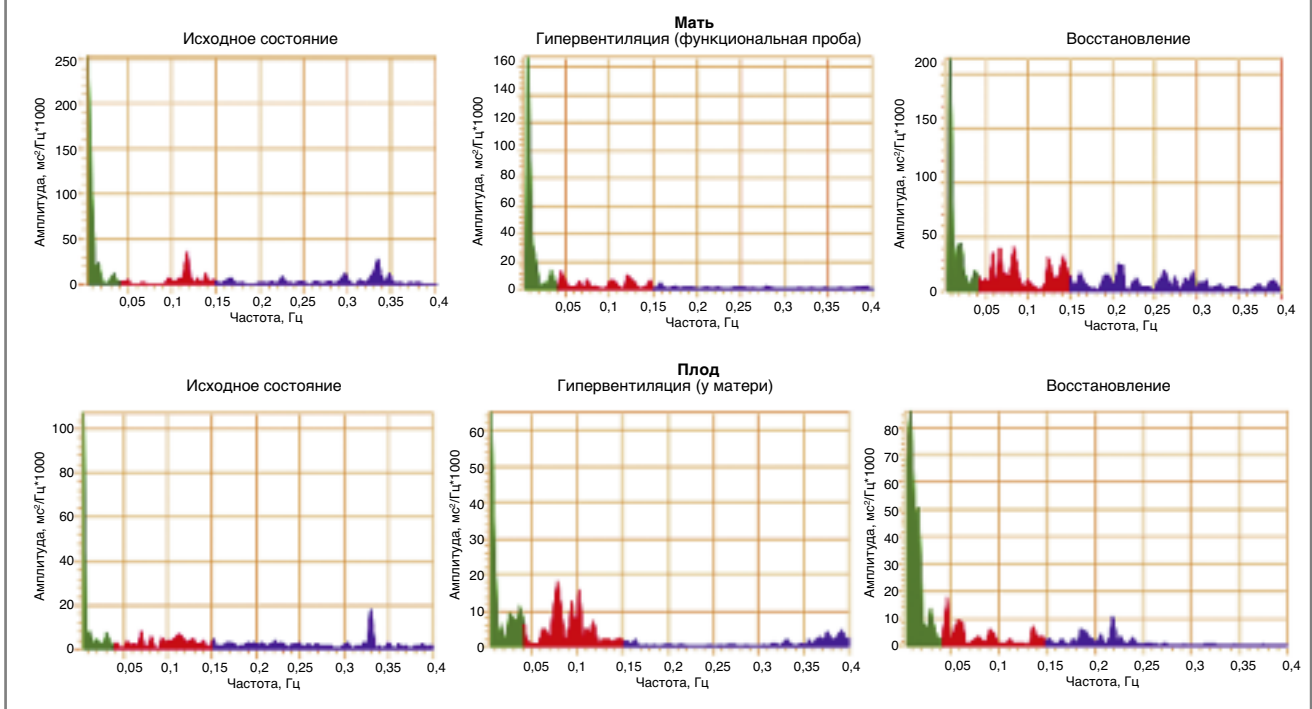 Мать
Исходное состояние
Гипервентиляция (функциональная проба)
Восстановление
Амплитуда, мс²/Гц*1000
250
200
150
100
50
0
0,05 0,1 0,15 0,2 0,25 0,3 0,35 0,4
Частота, Гц
Амплитуда, мс²/Гц*1000
160
140
120
100
80
60
40
20
0
0,05 0,1 0,15 0,2 0,25 0,3 0,35 0,4
Частота, Гц
Амплитуда, мс²/Гц*1000
200
150
100
50
0
0,05 0,1 0,15 0,2 0,25 0,3 0,35 0,4
Частота, Гц
Плод
Исходное состояние
Гипервентиляция (у матери)
Восстановление
Амплитуда, мс²/Гц*1000
100
80
60
40
20
0
0,05 0,1 0,15 0,2 0,25 0,3 0,35 0,4
Частота, Гц
Амплитуда, мс²/Гц*1000
60
50
40
30
20
10
0
0,05 0,1 0,15 0,2 0,25 0,3 0,35 0,4
Частота, Гц
Амплитуда, мс²/Гц*1000
80
70
60
50
40
30
20
10
0
0,05 0,1 0,15 0,2 0,25 0,3 0,35 0,4
Частота, Гц